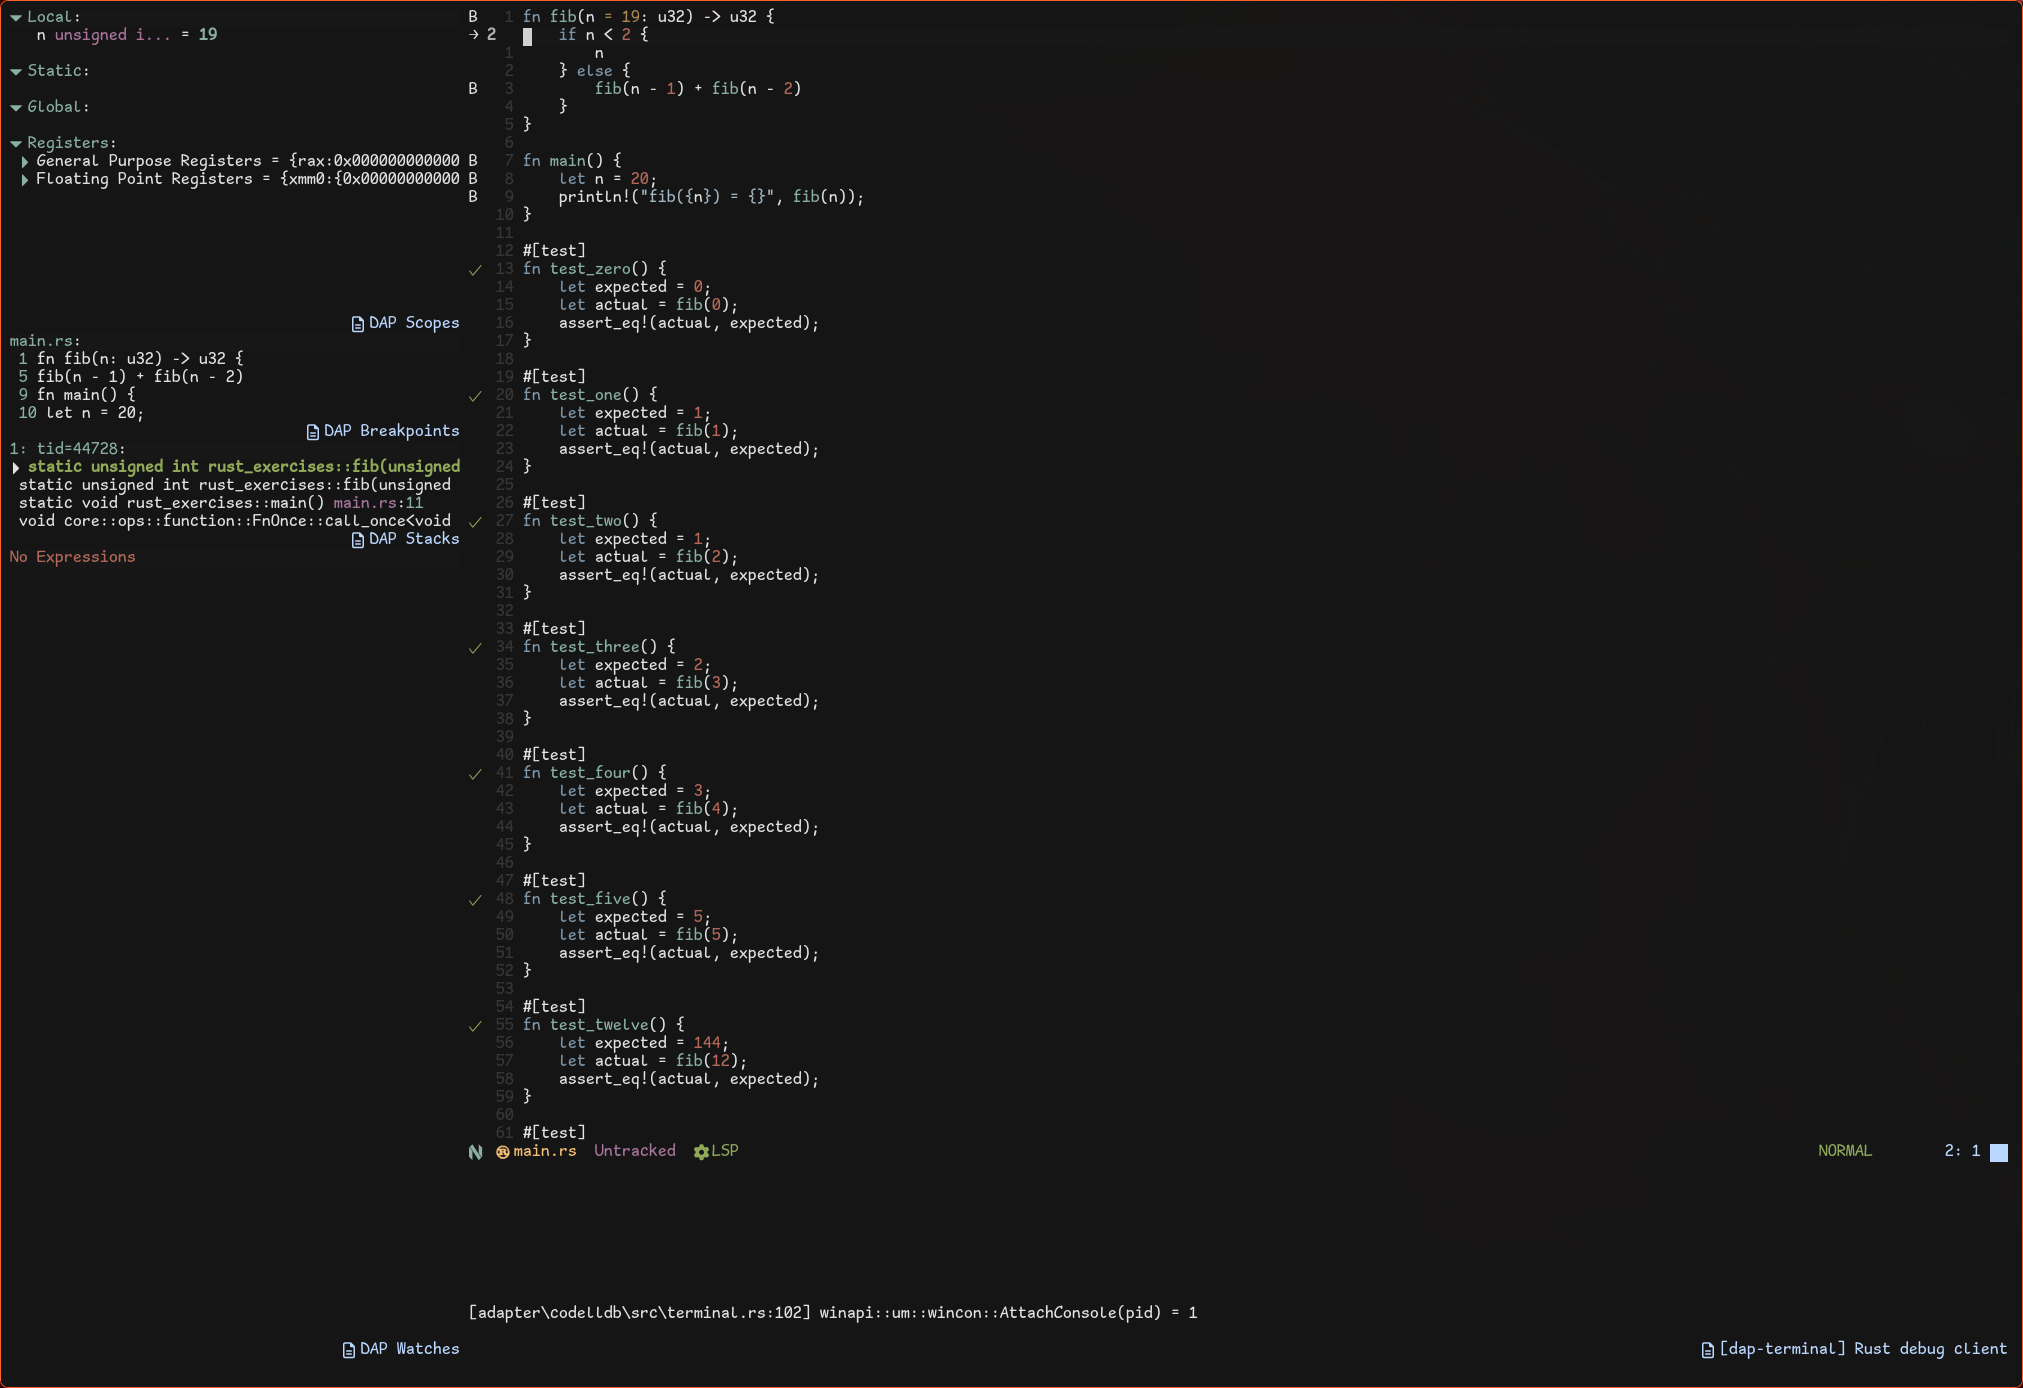 Local:
n unsigned i... = 19
Static:
Global:
Registers:
General Purpose Registers = {rax:0x000000000000
Floating Point Registers = {xmm0:{0x00000000000
DAP Scopes
main.rs:
1 fn fib(n: u32) -> u32 {
5 fib(n - 1) + fib(n - 2)
9 fn main() {
10 let n = 20;
DAP Breakpoints
1: tid=44728:
static unsigned int rust_exercises::fib(unsigned
static unsigned int rust_exercises::fib(unsigned
static void rust_exercises::main() main.rs:11
void core::ops::function::FnOnce::call_once<void
DAP Stacks
No Expressions
DAP Watches
B 1 fn fib(n = 19: u32) -> u32 {
→ 2 if n < 2 {
1 n
2 } else {
B 3 fib(n - 1) + fib(n - 2)
4 }
5 }
6
B 7 fn main() {
B 8 let n = 20;
B 9 println!("fib({n}) = {}", fib(n));
10 }
11
12 #[test]
✓ 13 fn test_zero() {
14 let expected = 0;
15 let actual = fib(0);
16 assert_eq!(actual, expected);
17 }
18
19 #[test]
✓ 20 fn test_one() {
21 let expected = 1;
22 let actual = fib(1);
23 assert_eq!(actual, expected);
24 }
25
26 #[test]
✓ 27 fn test_two() {
28 let expected = 1;
29 let actual = fib(2);
30 assert_eq!(actual, expected);
31 }
32
33 #[test]
✓ 34 fn test_three() {
35 let expected = 2;
36 let actual = fib(3);
37 assert_eq!(actual, expected);
38 }
39
40 #[test]
✓ 41 fn test_four() {
42 let expected = 3;
43 let actual = fib(4);
44 assert_eq!(actual, expected);
45 }
46
47 #[test]
✓ 48 fn test_five() {
49 let expected = 5;
50 let actual = fib(5);
51 assert_eq!(actual, expected);
52 }
53
54 #[test]
✓ 55 fn test_twelve() {
56 let expected = 144;
57 let actual = fib(12);
58 assert_eq!(actual, expected);
59 }
60
61 #[test]
main.rs Untracked LSP NORMAL 2: 1
[adapter\codelldb\src\terminal.rs:102] winapi::um::wincon::AttachConsole(pid) = 1
[dap-terminal] Rust debug client